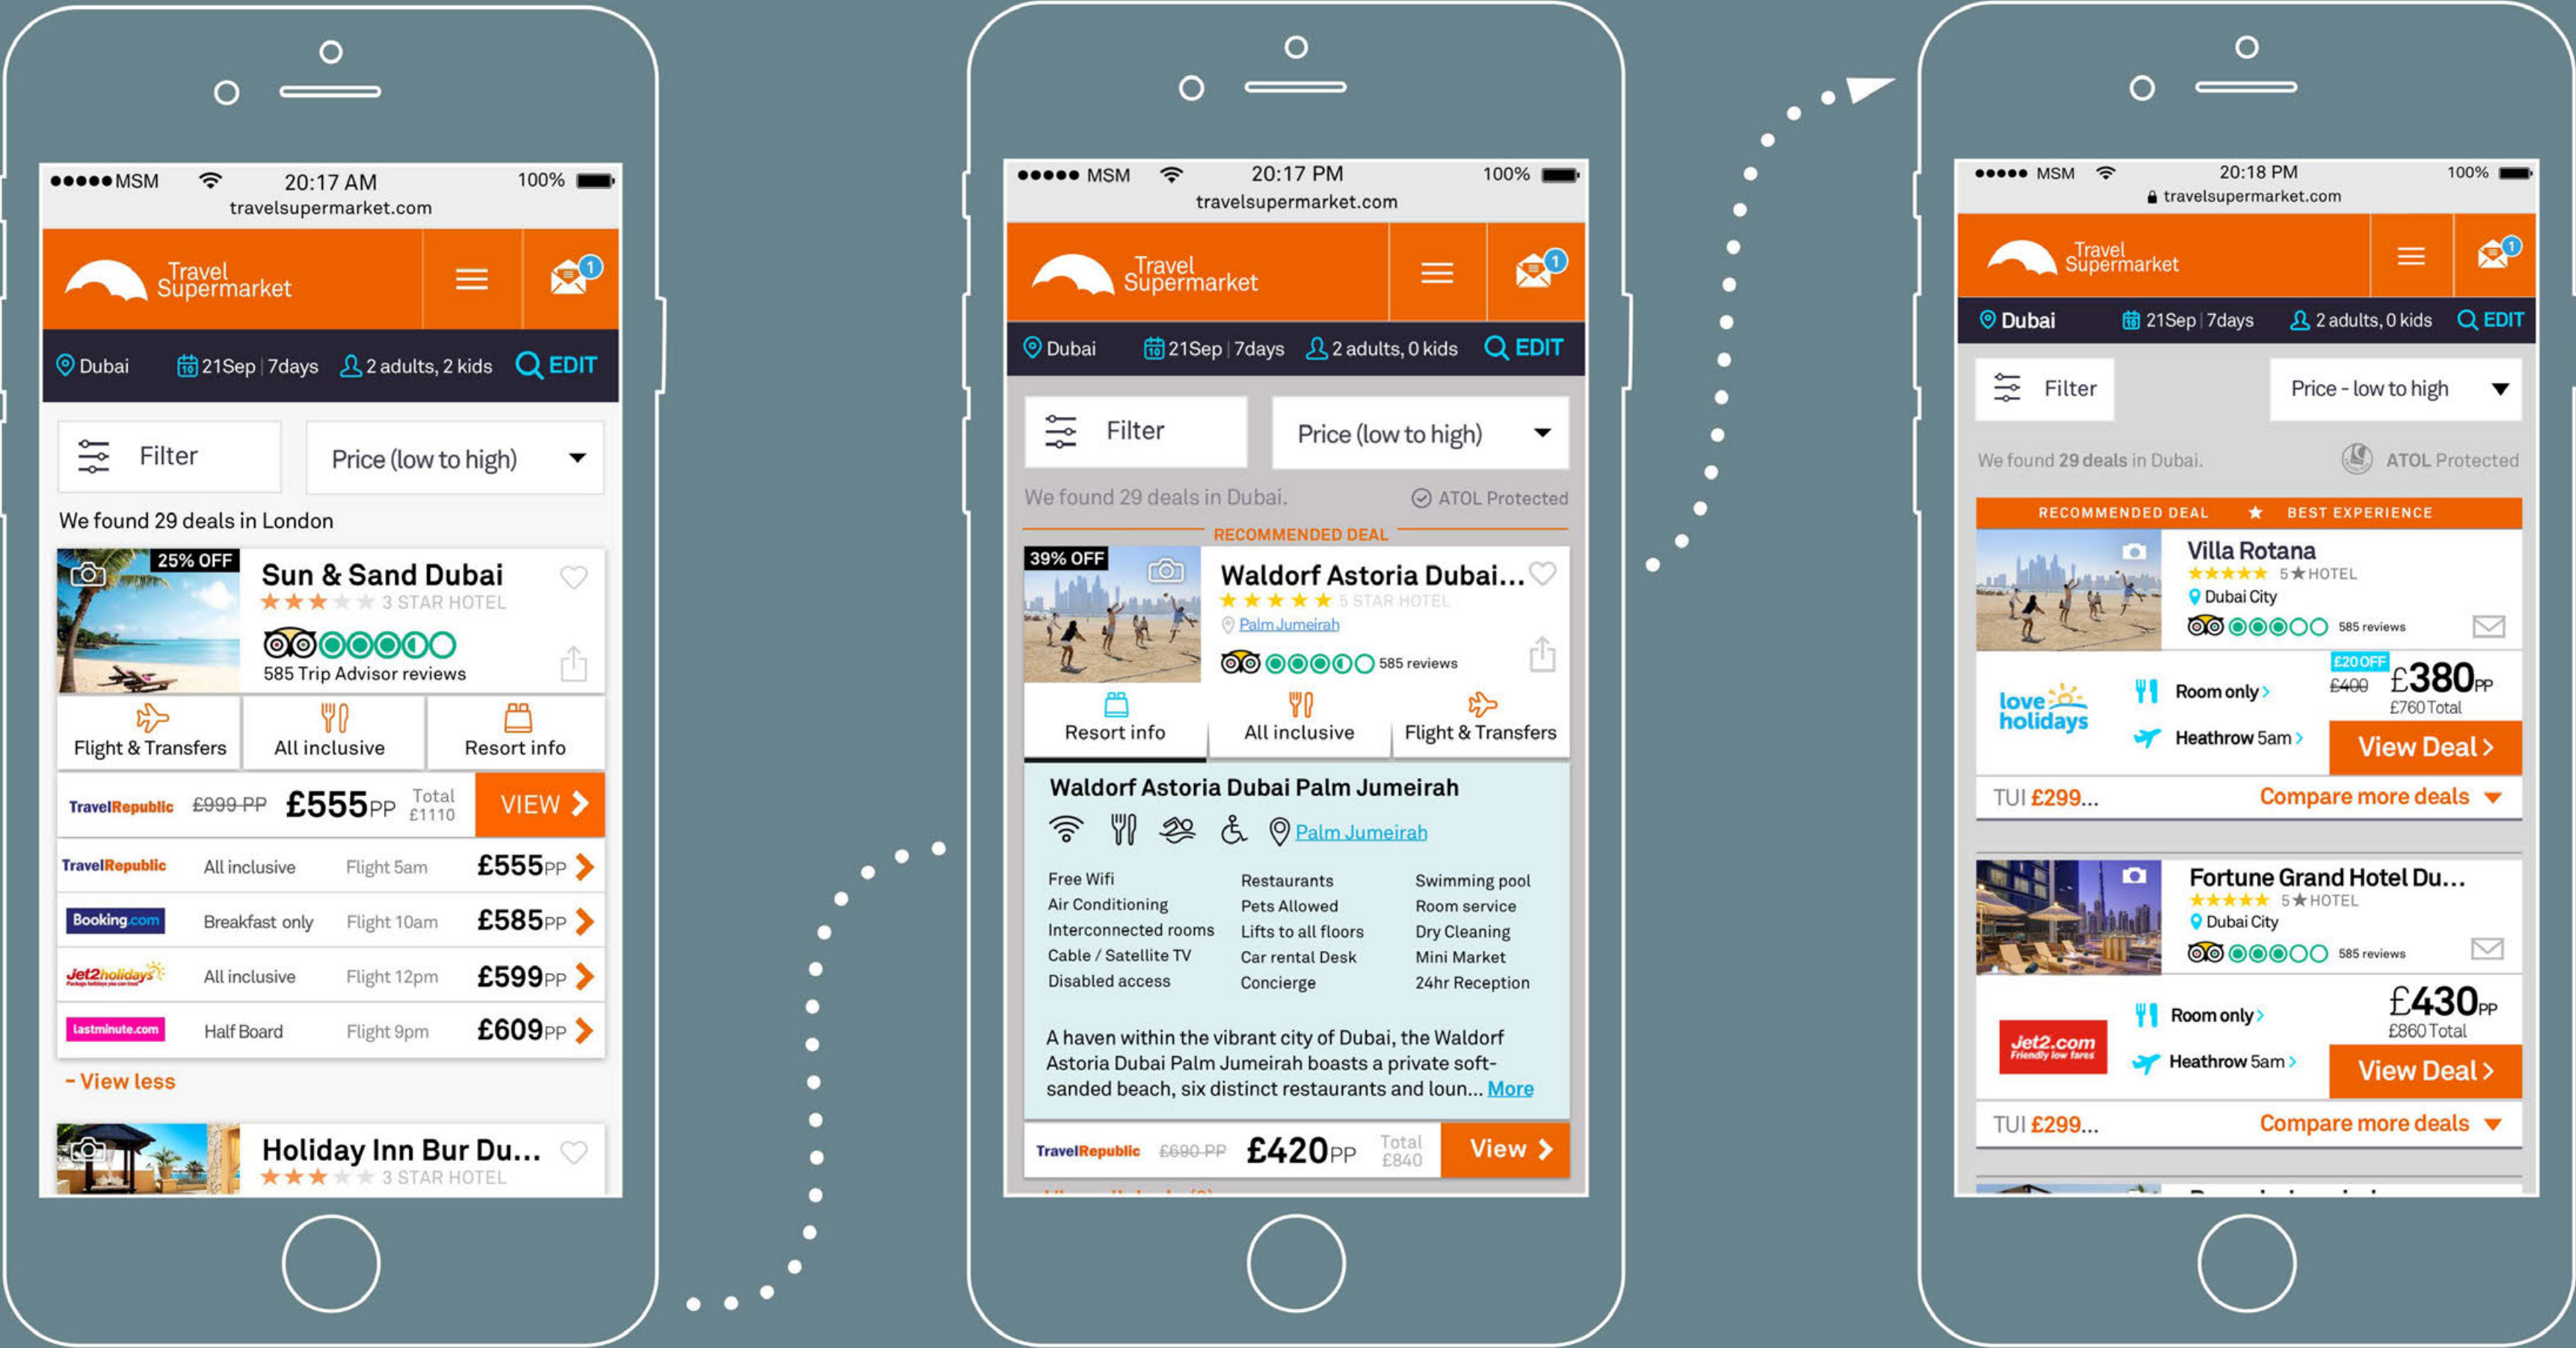 MSM 20:17 AM 100%
travelsupermarket.com
Travel
Supermarket
1
Dubai 10 21Sep | 7days 2 adults, 2 kids EDIT
Filter Price (low to high)
We found 29 deals in London
25% OFF
Sun & Sand Dubai
3 STAR HOTEL
585 Trip Advisor reviews
Flight & Transfers All inclusive Resort info
TravelRepublic £999 PP £555PP Total £1110 VIEW
TravelRepublic All inclusive Flight 5am £555PP
Booking.com Breakfast only Flight 10am £585PP
Jet2holidays All inclusive Flight 12pm £599PP
Package holidays you can trust
lastminute.com Half Board Flight 9pm £609PP
- View less
Holiday Inn Bur Du...
3 STAR HOTEL
MSM 20:17 PM 100%
travelsupermarket.com
Travel
Supermarket
1
Dubai 10 21Sep | 7days 2 adults, 0 kids EDIT
Filter Price (low to high)
We found 29 deals in Dubai. ATOL Protected
RECOMMENDED DEAL
39% OFF
Waldorf Astoria Dubai...
5 STAR HOTEL
Palm Jumeirah
585 reviews
Resort info All inclusive Flight & Transfers
Waldorf Astoria Dubai Palm Jumeirah
Palm Jumeirah
Free Wifi Restaurants Swimming pool
Air Conditioning Pets Allowed Room service
Interconnected rooms Lifts to all floors Dry Cleaning
Cable / Satellite TV Car rental Desk Mini Market
Disabled access Concierge 24hr Reception
A haven within the vibrant city of Dubai, the Waldorf
Astoria Dubai Palm Jumeirah boasts a private soft-
sanded beach, six distinct restaurants and loun... More
TravelRepublic £690 PP £420PP Total £840 View
MSM 20:18 PM 100%
travelsupermarket.com
Travel
Supermarket
1
Dubai 10 21Sep | 7days 2 adults, 0 kids EDIT
Filter Price - low to high
We found 29 deals in Dubai. ATOL Protected
RECOMMENDED DEAL ★ BEST EXPERIENCE
Villa Rotana
5★HOTEL
Dubai City
585 reviews
£20 OFF
love holidays Room only > £400 £380PP
£760 Total
Heathrow 5am > View Deal >
TUI £299... Compare more deals
Fortune Grand Hotel Du...
5★HOTEL
Dubai City
585 reviews
Room only > £430PP
£860 Total
Jet2.com
Friendly low fares
Heathrow 5am > View Deal >
TUI £299... Compare more deals